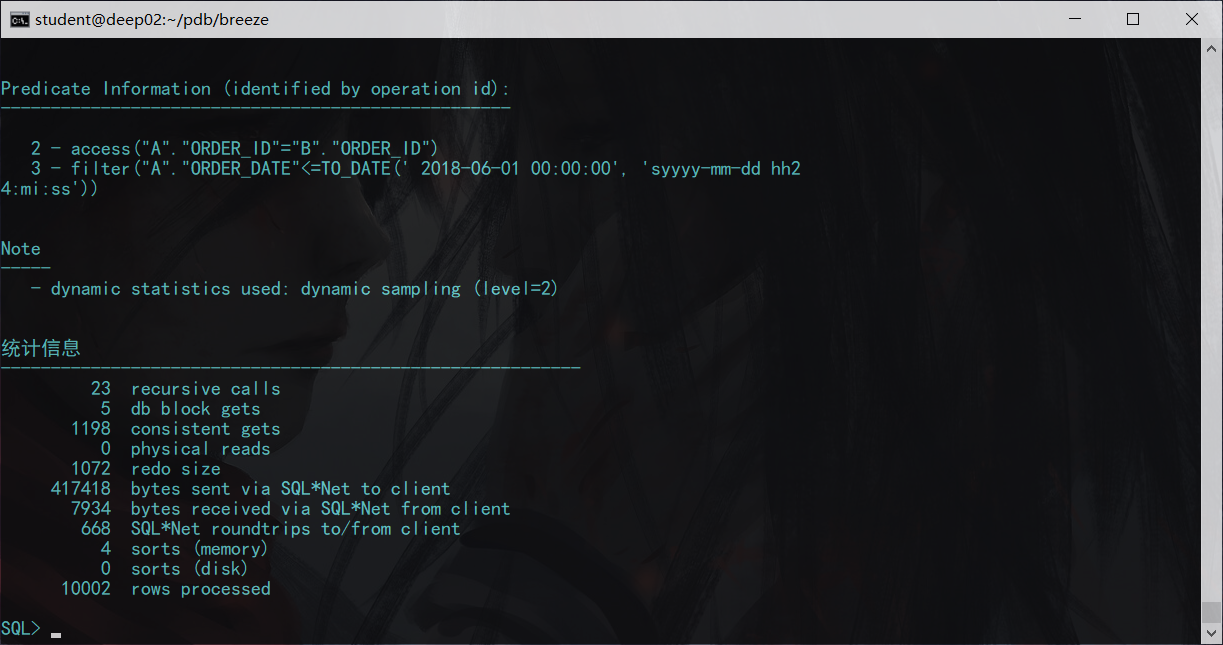 student@deep02:~/pdb/breeze
Predicate Information (identified by operation id):
---------------------------------------------------
2 - access("A"."ORDER_ID"="B"."ORDER_ID")
3 - filter("A"."ORDER_DATE"<=TO_DATE(' 2018-06-01 00:00:00', 'syyyy-mm-dd hh2
4:mi:ss'))
Note
-----
- dynamic statistics used: dynamic sampling (level=2)
统计信息
----------------------------------------------------------
23 recursive calls
5 db block gets
1198 consistent gets
0 physical reads
1072 redo size
417418 bytes sent via SQL*Net to client
7934 bytes received via SQL*Net from client
668 SQL*Net roundtrips to/from client
4 sorts (memory)
0 sorts (disk)
10002 rows processed
SQL>